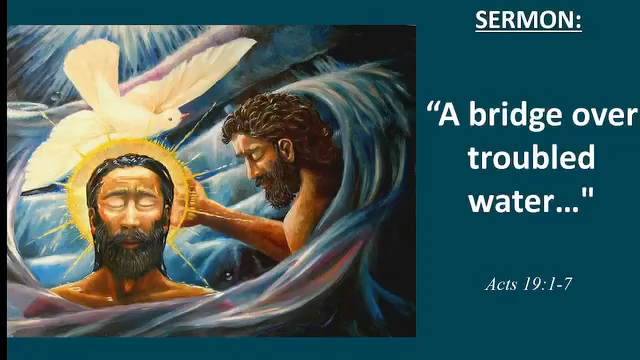 SERMON:
“A bridge over
troubled
water…"
Acts 19:1-7